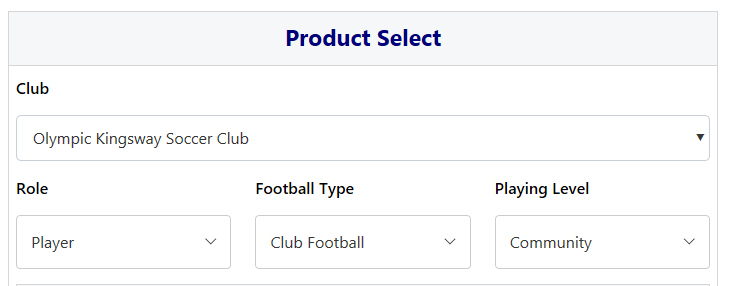 Product Select
Club
Olympic Kingsway Soccer Club
Role Football Type Playing Level
Player Club Football Community